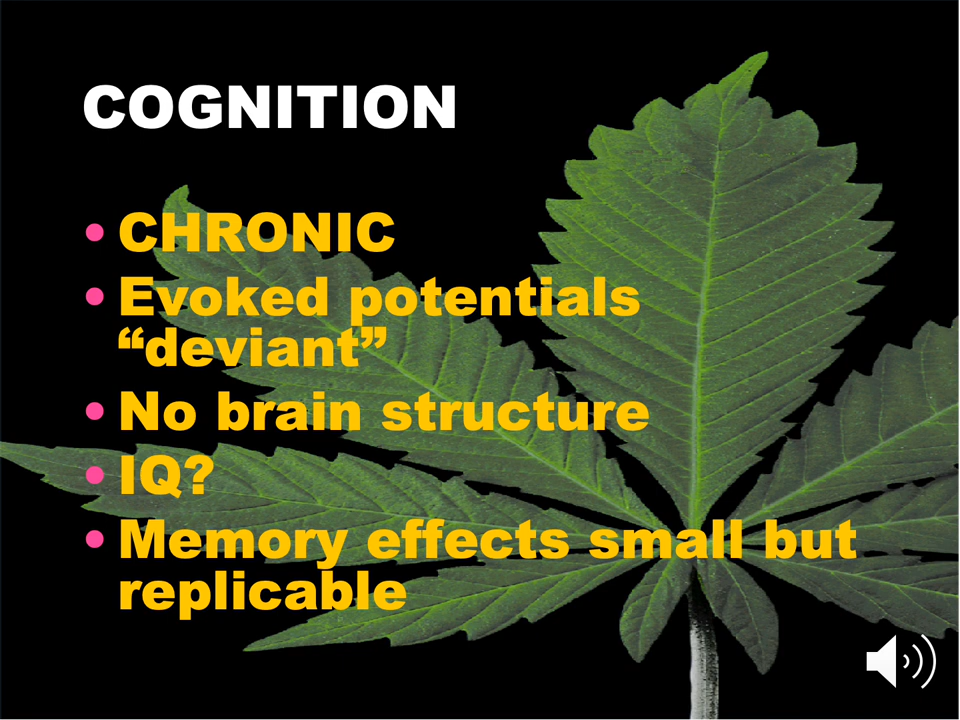 COGNITION
• CHRONIC
• Evoked potentials
“deviant”
• No brain structure
• IQ?
• Memory effects small but
replicable